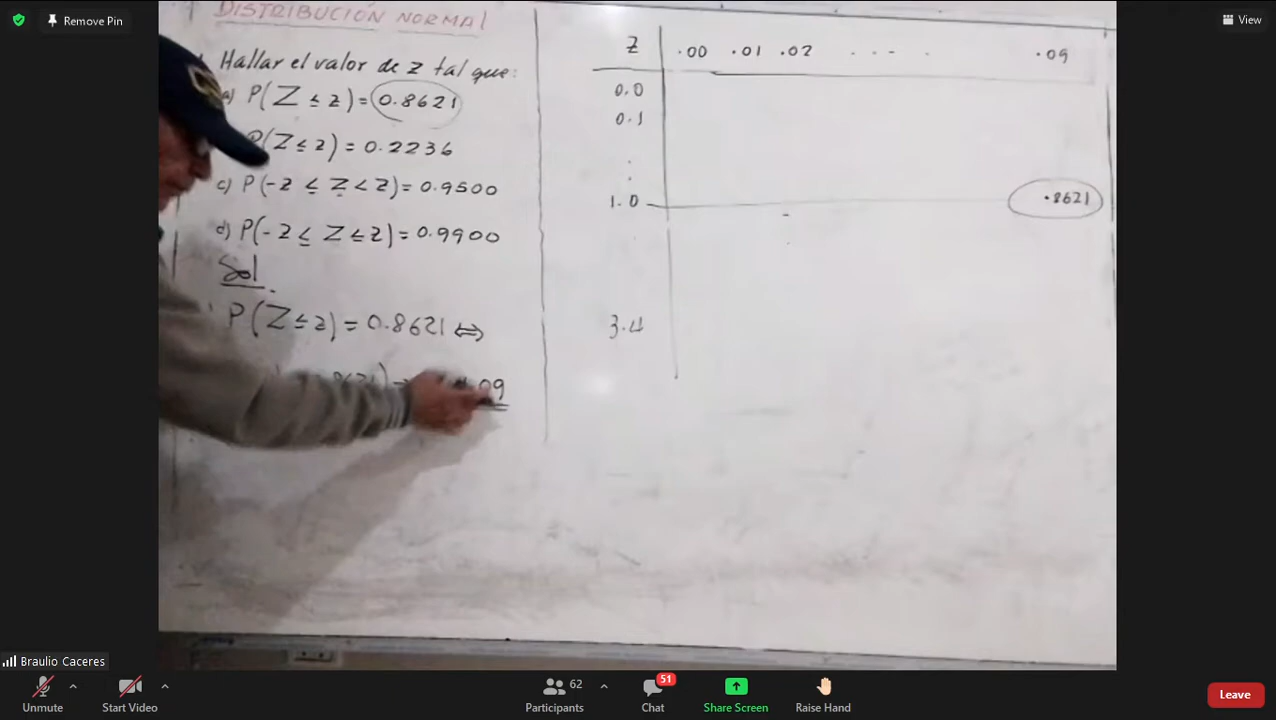 Remove Pin
View
DISTRIBUCIÓN NORMAL
Hallar el valor de z tal que:
a) P(Z ≤ z) = 0.8621
P(Z ≤ z) = 0.2236
c) P(-z ≤ Z < z) = 0.9500
d) P(-z ≤ Z ≤ z) = 0.9900
Sol
P(Z ≤ z) = 0.8621 ⇔
09
Z .00 .01 .02 . . . . .09
0.0
0.1
:
1.0 .8621
3.4
Braulio Caceres
Unmute
Start Video
62
Participants
51
Chat
Share Screen
Raise Hand
Leave